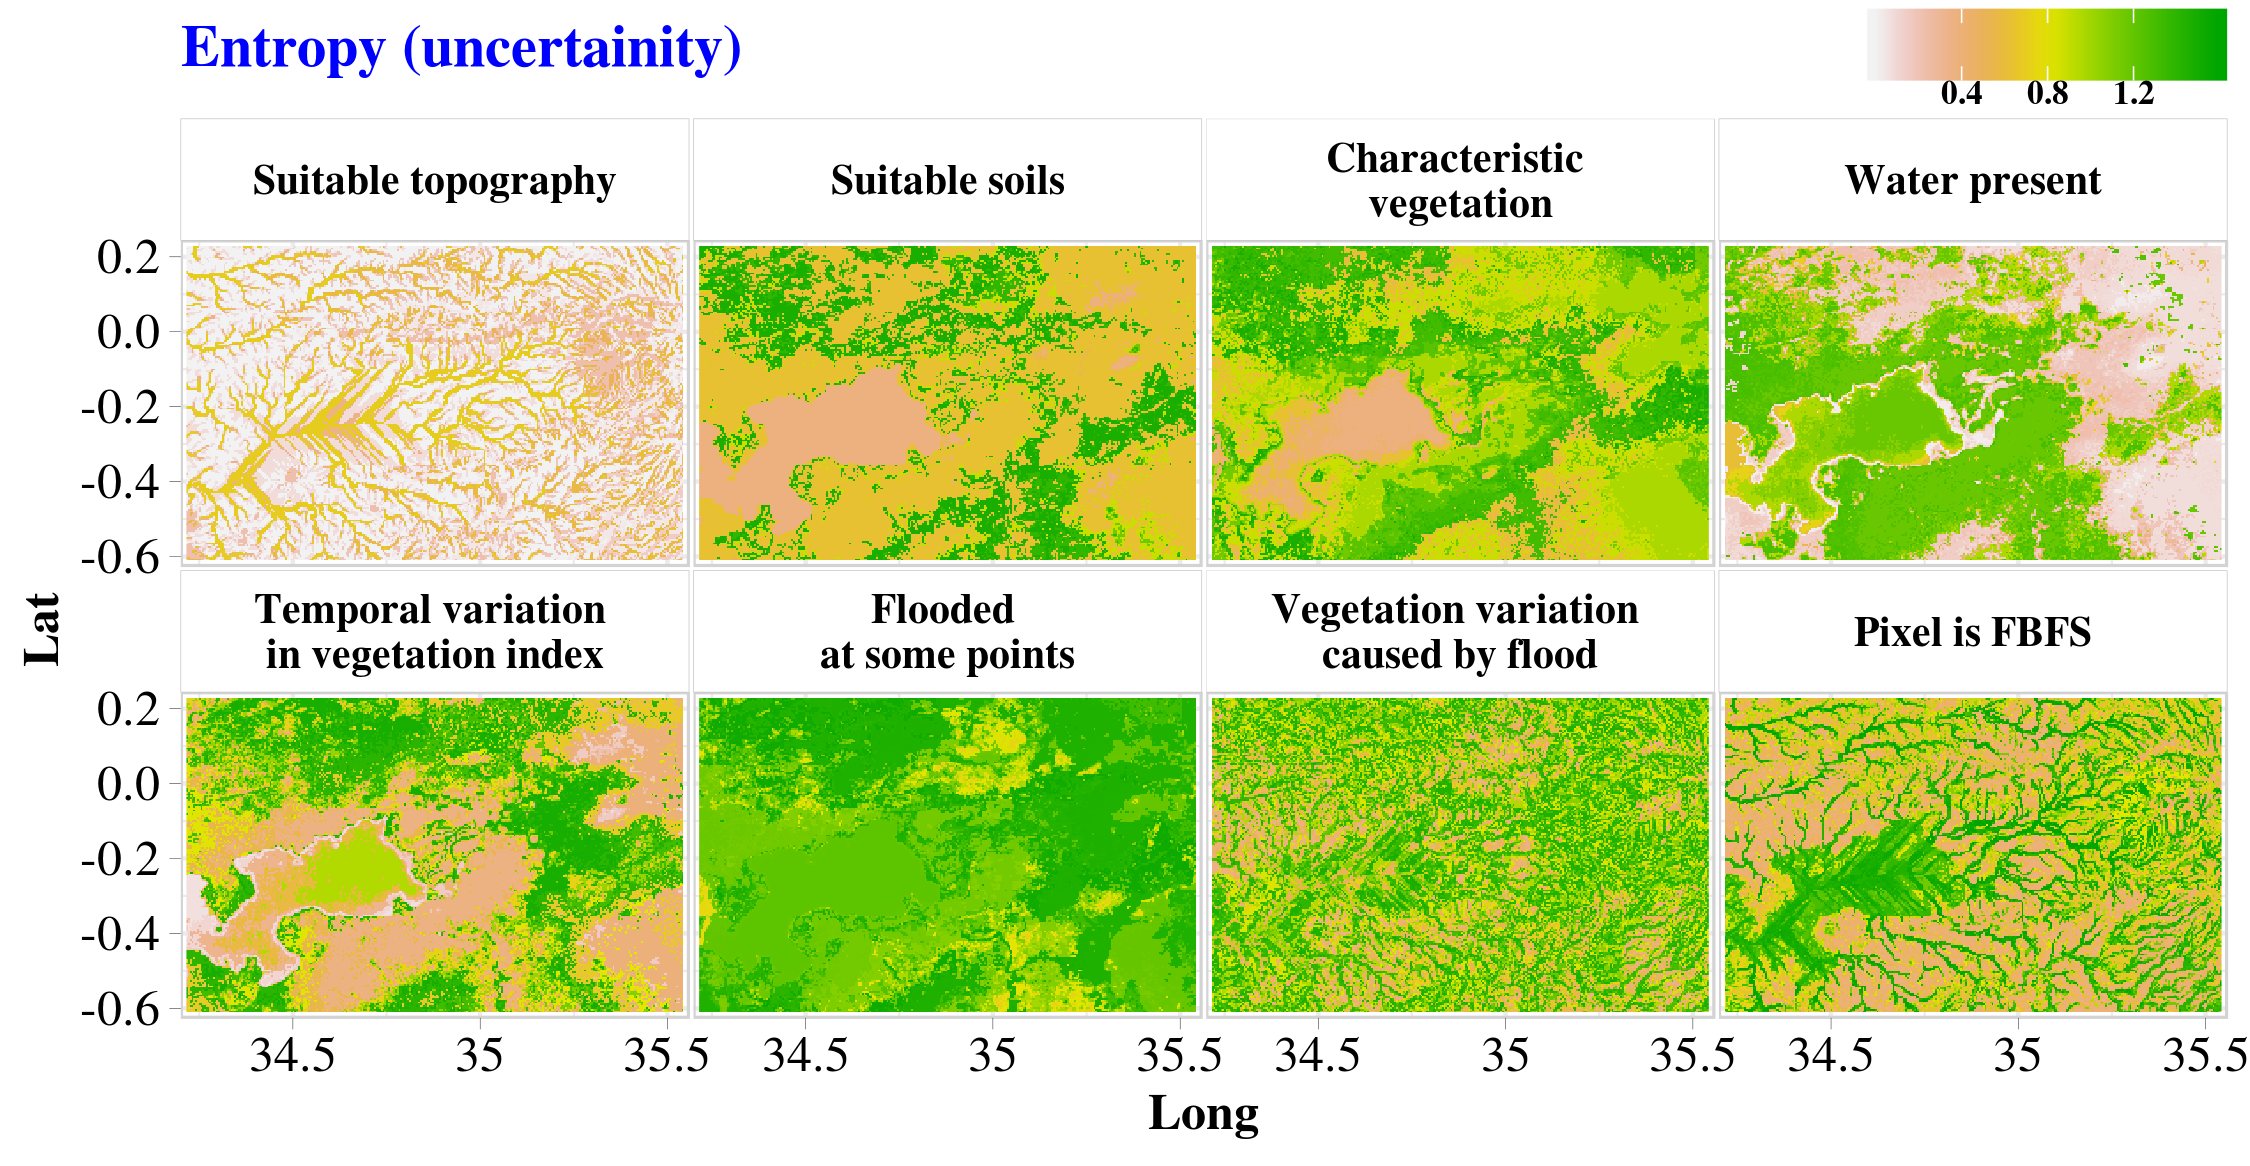 Entropy (uncertainity)
0.4 0.8 1.2
Suitable topography
Suitable soils
Characteristic
vegetation
Water present
0.2
0.0
-0.2
-0.4
-0.6
Temporal variation
in vegetation index
Flooded
at some points
Vegetation variation
caused by flood
Pixel is FBFS
0.2
0.0
-0.2
-0.4
-0.6
Lat
34.5 35 35.5 34.5 35 35.5 34.5 35 35.5 34.5 35 35.5
Long